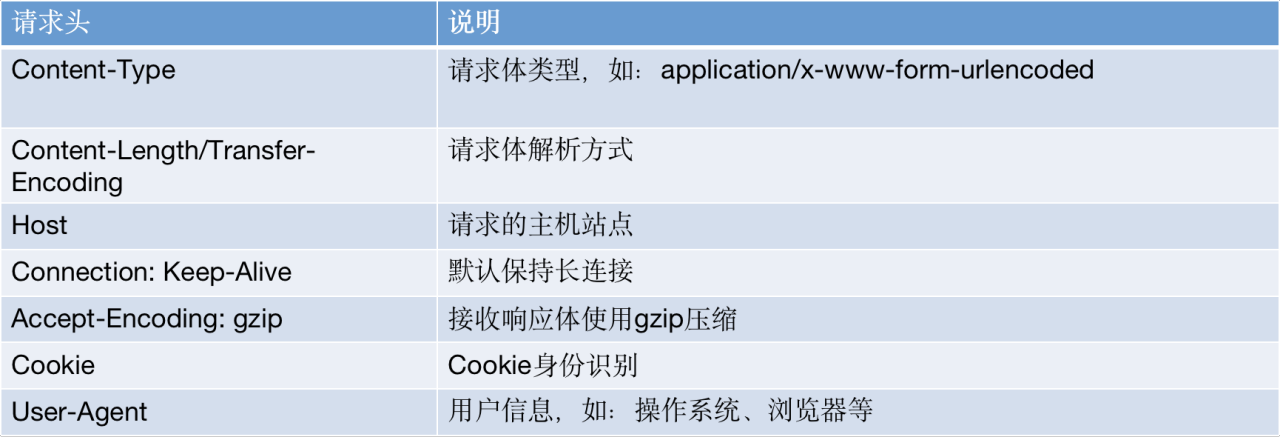 请求头
说明
Content-Type
请求体类型，如：application/x-www-form-urlencoded
Content-Length/Transfer-
Encoding
请求体解析方式
Host
请求的主机站点
Connection: Keep-Alive
默认保持长连接
Accept-Encoding: gzip
接收响应体使用gzip压缩
Cookie
Cookie身份识别
User-Agent
用户信息，如：操作系统、浏览器等